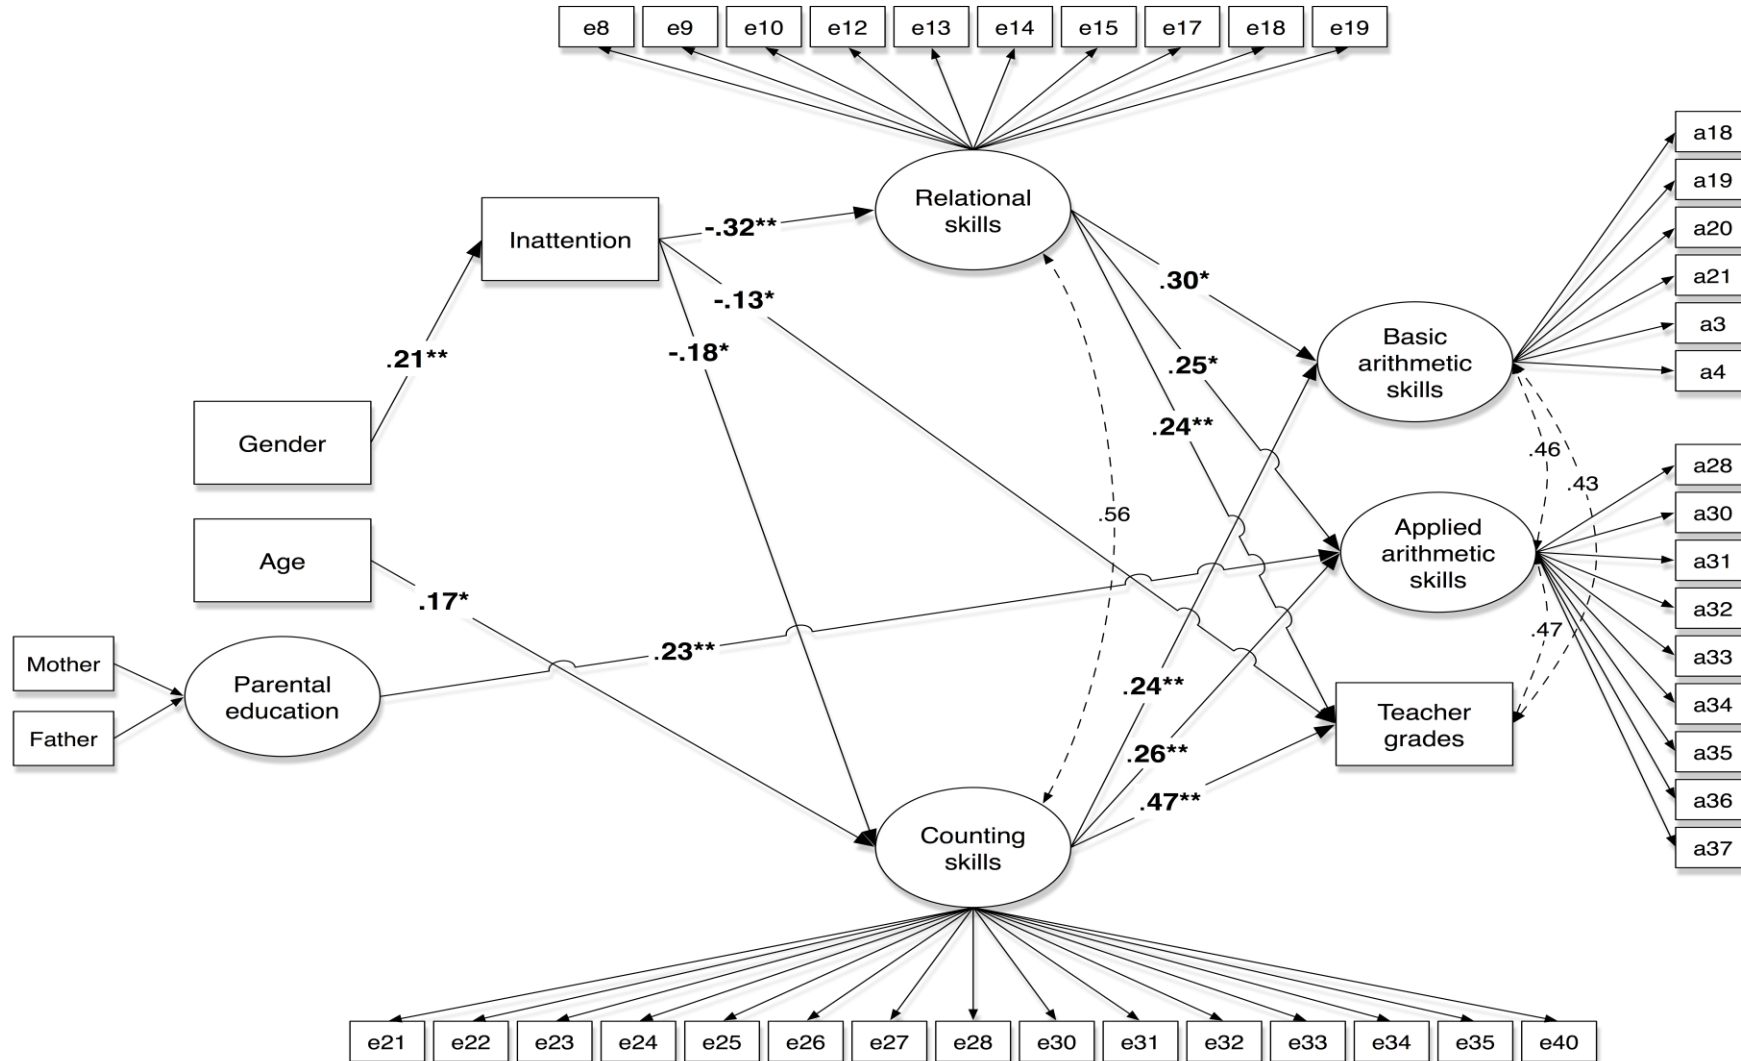 e8 e9 e10 e12 e13 e14 e15 e17 e18 e19
a18
a19
a20
a21
a3
a4
Relational
skills
Inattention
-.32**
-.13*
-.18*
.30*
.25*
.24**
Basic
arithmetic
skills
.21**
Gender
.46
.43
a28
a30
a31
a32
a33
a34
a35
a36
a37
.56
Applied
arithmetic
skills
Age
.17*
.47
Mother
Father
Parental
education
.23**
.24**
.26**
.47**
Teacher
grades
Counting
skills
e21 e22 e23 e24 e25 e26 e27 e28 e30 e31 e32 e33 e34 e35 e40